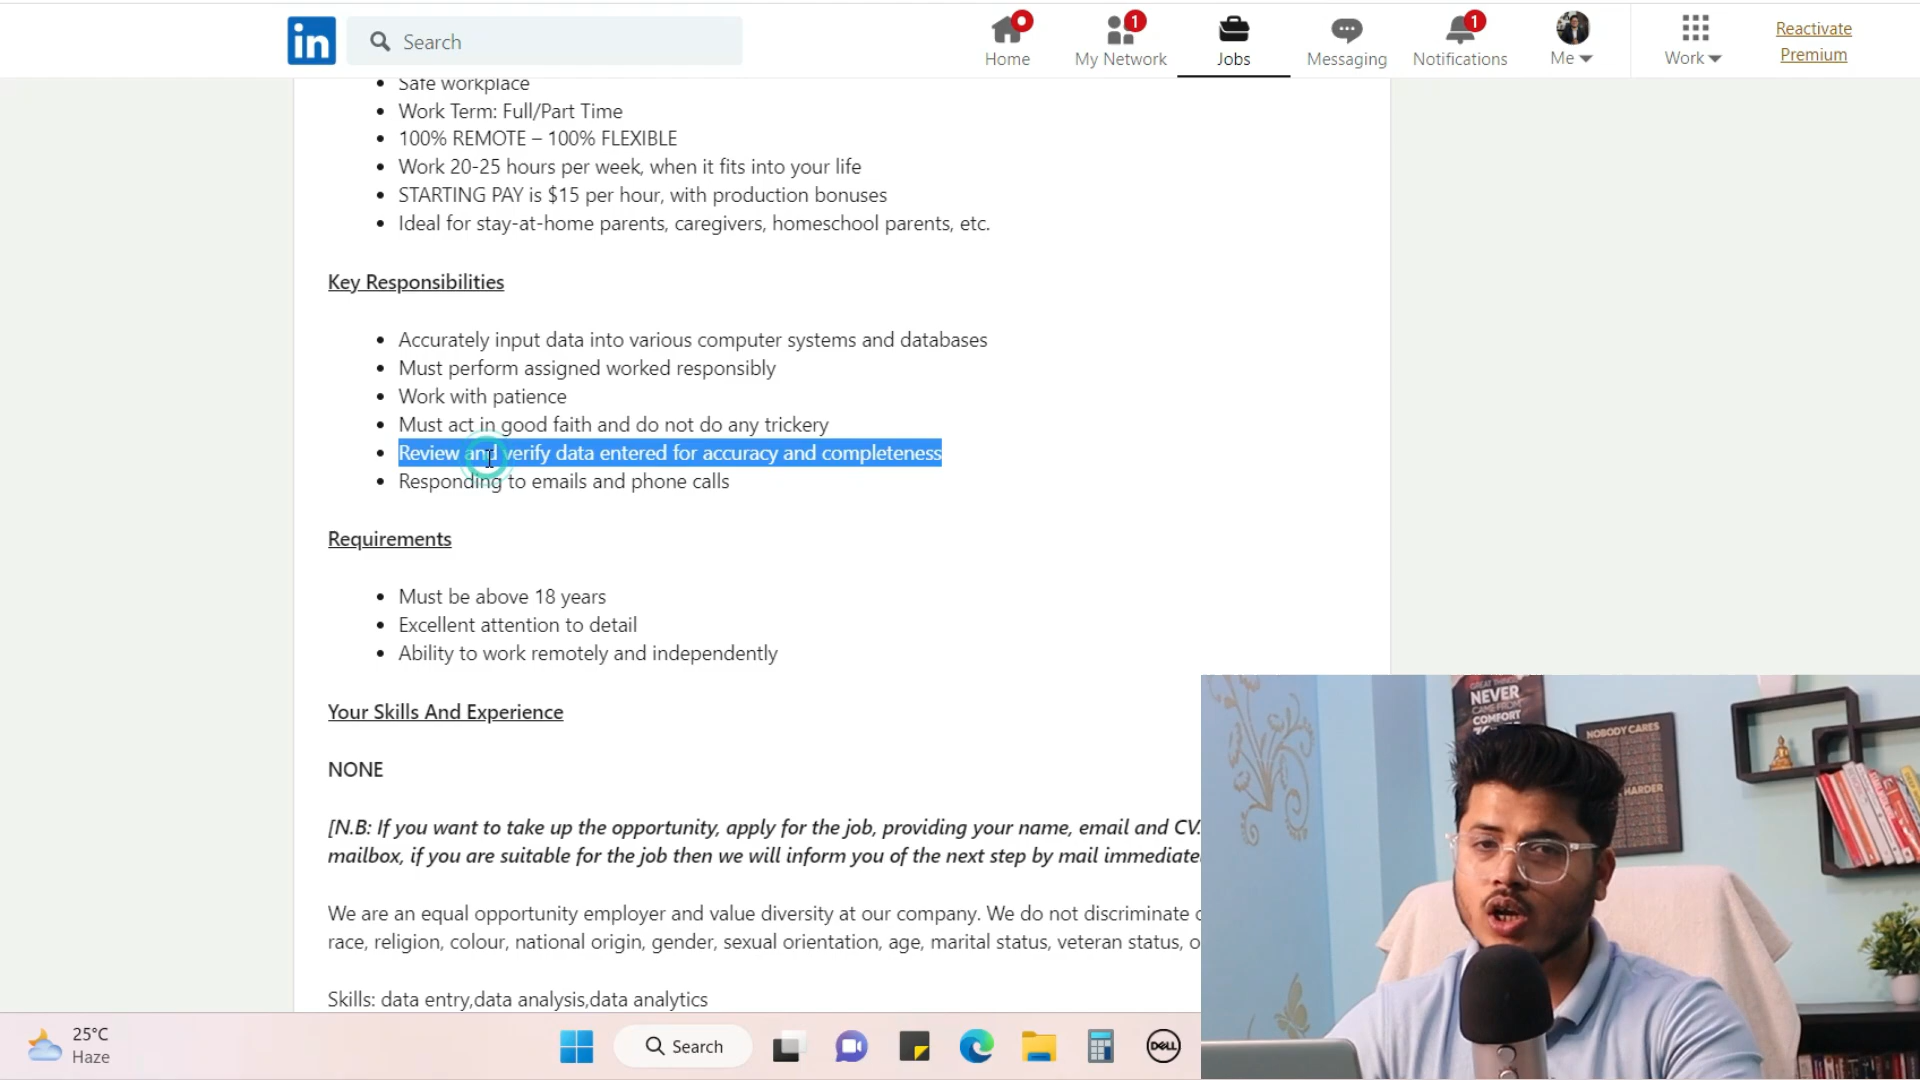 in
Search
Home
1
My Network
Jobs
Messaging
1
Notifications
Me
Work
Reactivate
Premium
Safe workplace
Work Term: Full/Part Time
100% REMOTE – 100% FLEXIBLE
Work 20-25 hours per week, when it fits into your life
STARTING PAY is $15 per hour, with production bonuses
Ideal for stay-at-home parents, caregivers, homeschool parents, etc.
Key Responsibilities
Accurately input data into various computer systems and databases
Must perform assigned worked responsibly
Work with patience
Must act in good faith and do not do any trickery
Review and verify data entered for accuracy and completeness
Responding to emails and phone calls
Requirements
Must be above 18 years
Excellent attention to detail
Ability to work remotely and independently
Your Skills And Experience
NONE
[N.B: If you want to take up the opportunity, apply for the job, providing your name, email and CV.
mailbox, if you are suitable for the job then we will inform you of the next step by mail immediate
We are an equal opportunity employer and value diversity at our company. We do not discriminate
race, religion, colour, national origin, gender, sexual orientation, age, marital status, veteran status, o
Skills: data entry,data analysis,data analytics
GREAT THINGS
NEVER
CAME FROM
COMFORT
NOBODY CARES
HARDER
25°C
Haze
Search
DELL